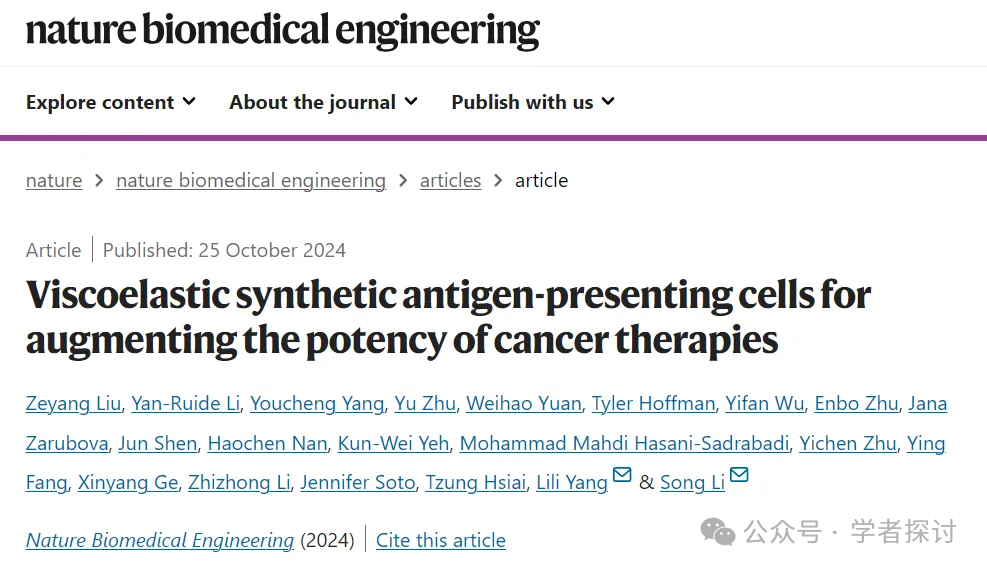 nature biomedical engineering
Explore content About the journal Publish with us
nature > nature biomedical engineering > articles > article
Article | Published: 25 October 2024
Viscoelastic synthetic antigen-presenting cells for
augmenting the potency of cancer therapies
Zeyang Liu, Yan-Ruide Li, Youcheng Yang, Yu Zhu, Weihao Yuan, Tyler Hoffman, Yifan Wu, Enbo Zhu, Jana
Zarubova, Jun Shen, Haochen Nan, Kun-Wei Yeh, Mohammad Mahdi Hasani-Sadrabadi, Yichen Zhu, Ying
Fang, Xinyang Ge, Zhizhong Li, Jennifer Soto, Tzung Hsiai, Lili Yang & Song Li
Nature Biomedical Engineering (2024) | Cite this article
公众号 · 学者探讨